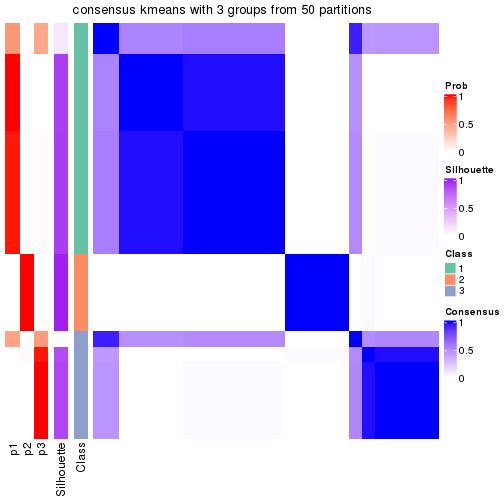 consensus kmeans with 3 groups from 50 partitions
Prob
1
0.5
0
Silhouette
1
0.5
0
Class
1
2
3
Consensus
1
0.5
0
p1
p2
p3
Silhouette
Class